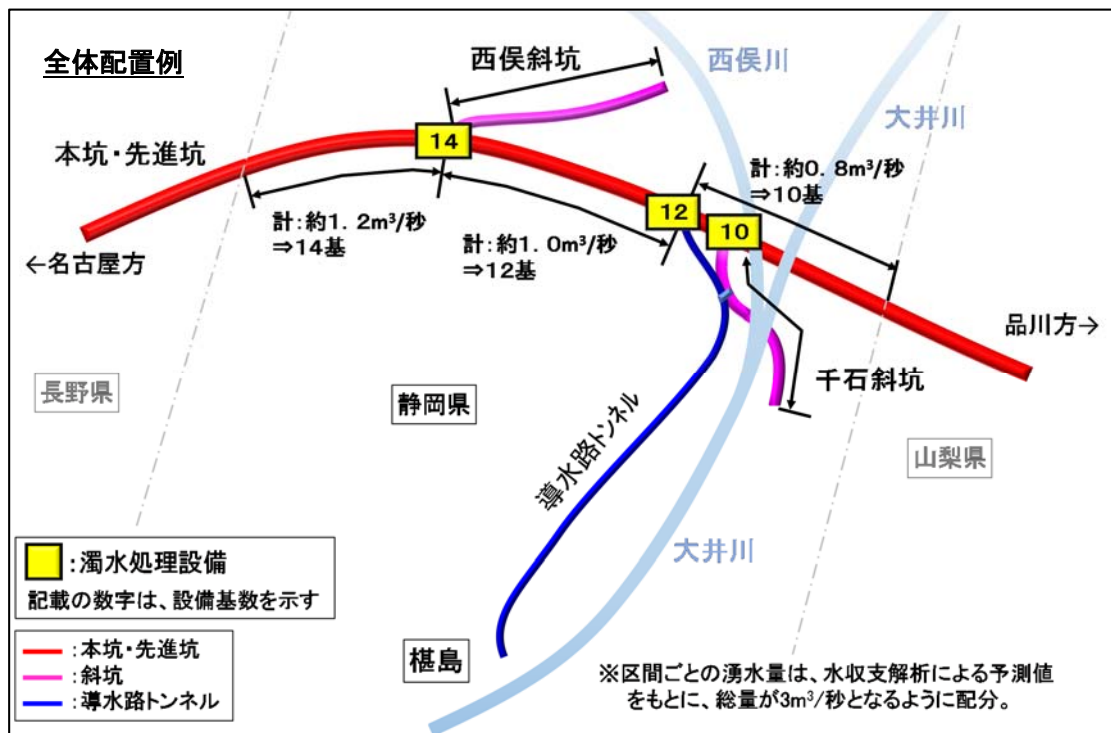 全体配置例
西俣斜坑
西俣川
大井川
本坑・先進坑
14
計:約0.8m³/秒
⇒10基
12
10
計:約1.2m³/秒
⇒14基
計:約1.0m³/秒
⇒12基
←名古屋方
品川方→
千石斜坑
長野県
静岡県
山梨県
導水路トンネル
大井川
:濁水処理設備
記載の数字は、設備基数を示す
:本坑・先進坑
:斜坑
:導水路トンネル
椹島
※区間ごとの湧水量は、水収支解析による予測値
をもとに、総量が3m³/秒となるように配分。